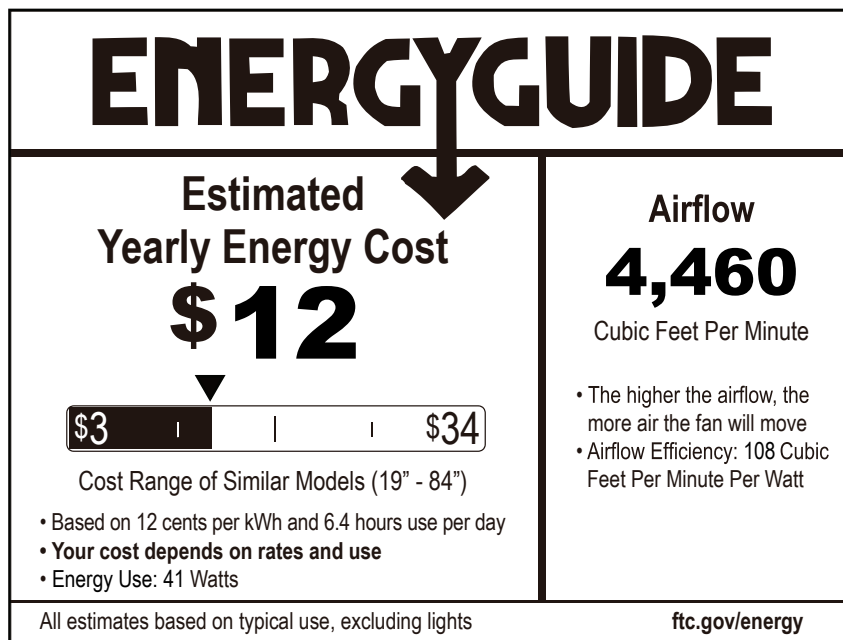 ENERGYGUIDE
Estimated
Yearly Energy Cost
$12
$3
$34
Cost Range of Similar Models (19” - 84”)
• Based on 12 cents per kWh and 6.4 hours use per day
• Your cost depends on rates and use
• Energy Use: 41 Watts
Airflow
4,460
Cubic Feet Per Minute
• The higher the airflow, the
more air the fan will move
• Airflow Efficiency: 108 Cubic
Feet Per Minute Per Watt
All estimates based on typical use, excluding lights
ftc.gov/energy